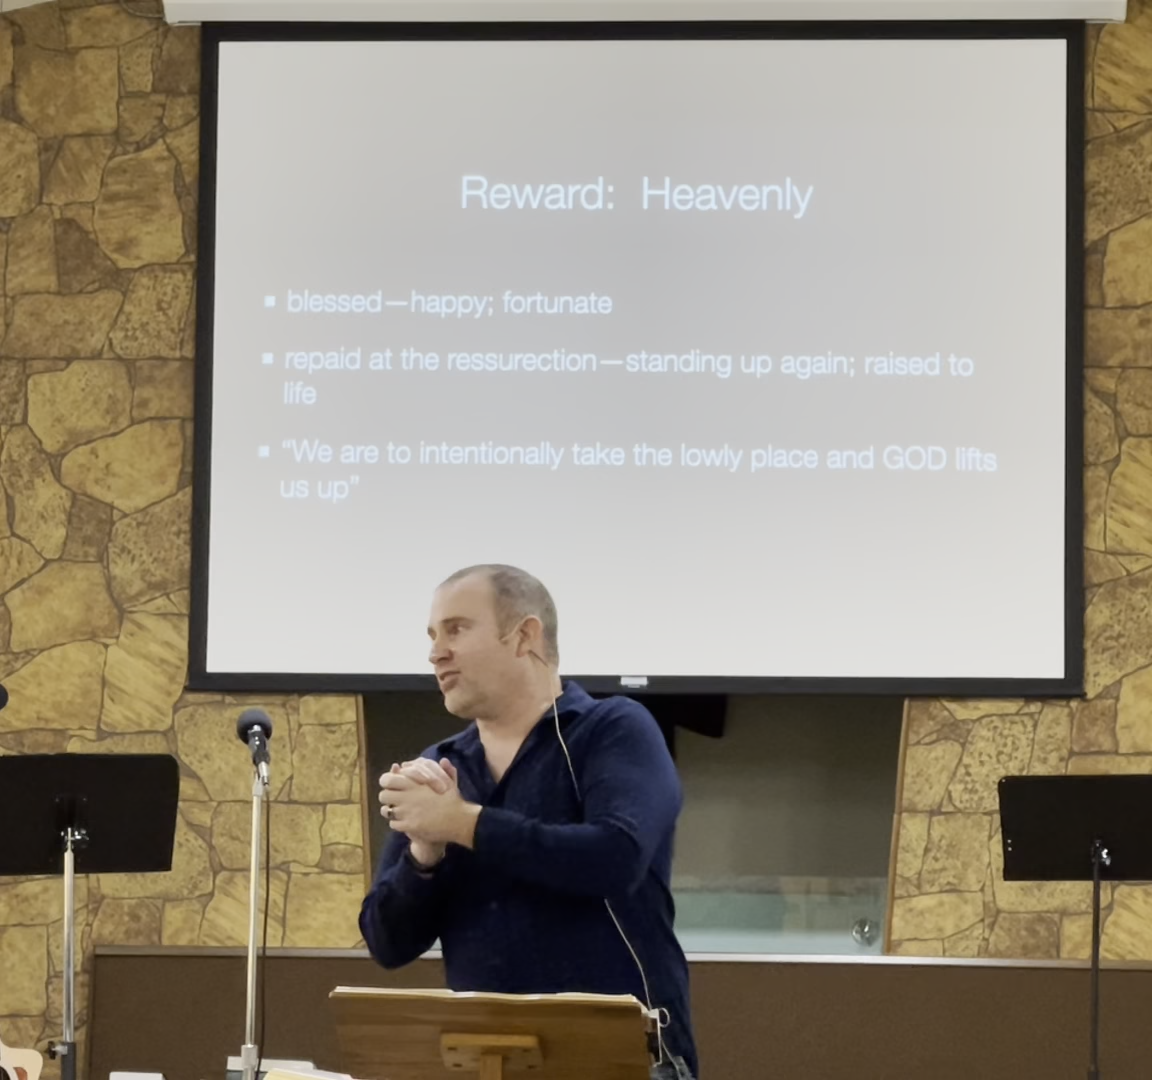 Reward:  Heavenly
▪ blessed—happy; fortunate
▪ repaid at the ressurection—standing up again; raised to
life
▪ “We are to intentionally take the lowly place and GOD lifts
us up”